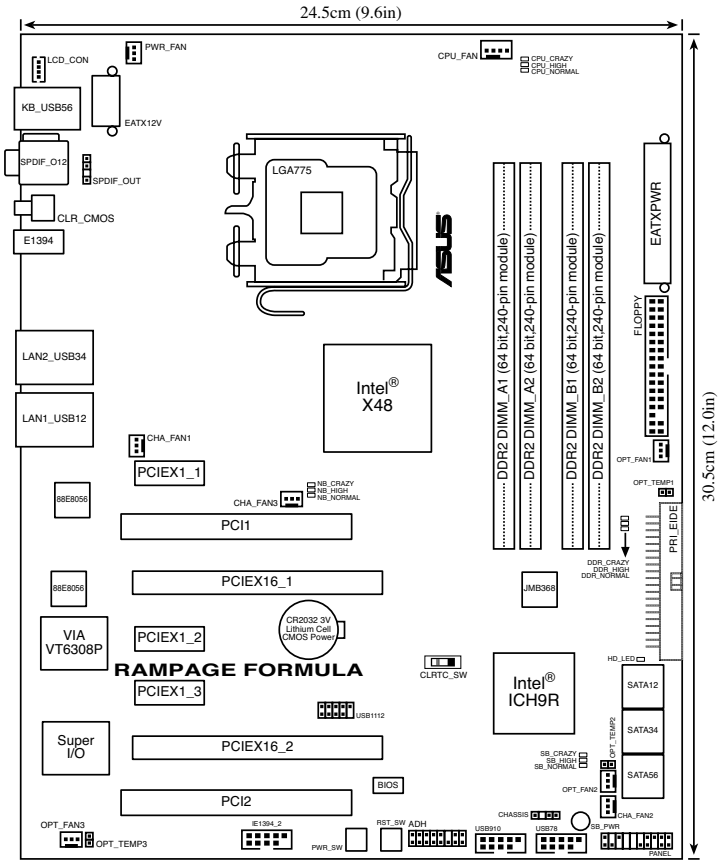 24.5cm (9.6in)
PWR_FAN
CPU_FAN
CPU_CRAZY
CPU_HIGH
CPU_NORMAL
LCD_CON
KB_USB56
EATX12V
SPDIF_O12
SPDIF_OUT
LGA775
CLR_CMOS
E1394
ASUS
DDR2 DIMM_A1 (64 bit,240-pin module)
DDR2 DIMM_A2 (64 bit,240-pin module)
DDR2 DIMM_B1 (64 bit,240-pin module)
DDR2 DIMM_B2 (64 bit,240-pin module)
EATXPWR
FLOPPY
30.5cm (12.0in)
LAN2_USB34
Intel®
X48
LAN1_USB12
CHA_FAN1
OPT_FAN1
PCIEX1_1
NB_CRAZY
NB_HIGH
NB_NORMAL
CHA_FAN3
OPT_TEMP1
88E8056
PCI1
PRI_EIDE
DDR_CRAZY
DDR_HIGH
DDR_NORMAL
88E8056
PCIEX16_1
JMB368
CR2032 3V
Lithium Cell
CMOS Power
VIA
VT6308P
PCIEX1_2
RAMPAGE FORMULA
CLRTC_SW
HD_LED
PCIEX1_3
Intel®
ICH9R
SATA12
USB1112
SATA34
OPT_TEMP2
Super
I/O
PCIEX16_2
SB_CRAZY
SB_HIGH
SB_NORMAL
SATA56
BIOS
OPT_FAN2
PCI2
CHASSIS
CHA_FAN2
OPT_FAN3
OPT_TEMP3
IE1394_2
PWR_SW
RST_SW
ADH
USB910
USB78
SB_PWR
PANEL